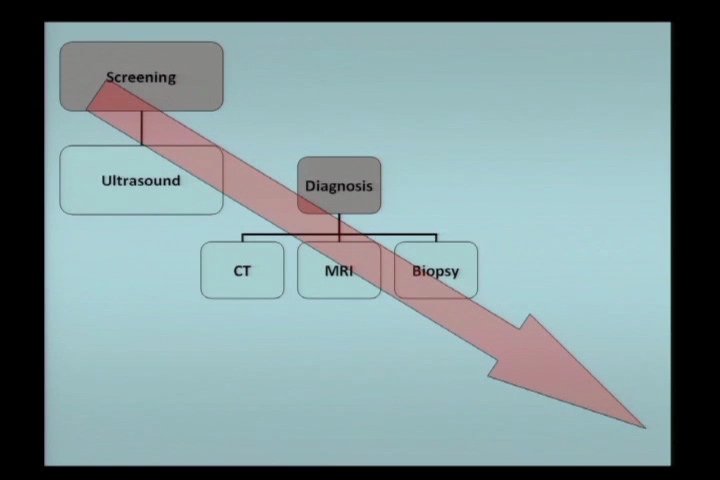 Screening
Ultrasound
Diagnosis
CT
MRI
Biopsy